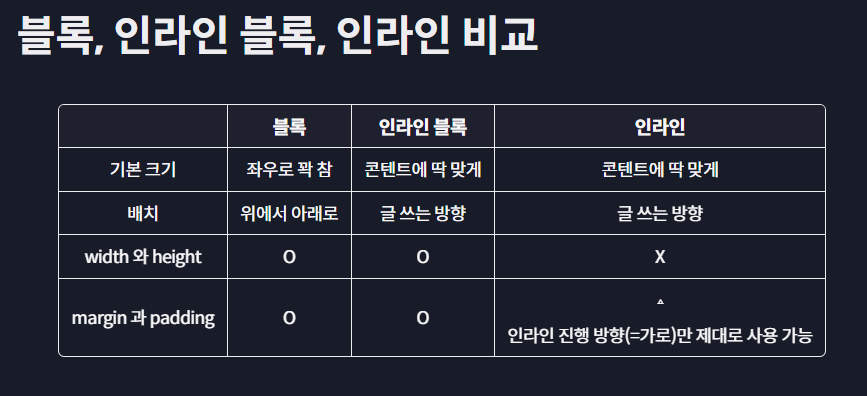 블록, 인라인 블록, 인라인 비교
블록 인라인 블록 인라인
기본 크기 좌우로 꽉 참 콘텐트에 딱 맞게 콘텐트에 딱 맞게
배치 위에서 아래로 글 쓰는 방향 글 쓰는 방향
width 와 height O O X
margin 과 padding O O △
인라인 진행 방향(=가로)만 제대로 사용 가능